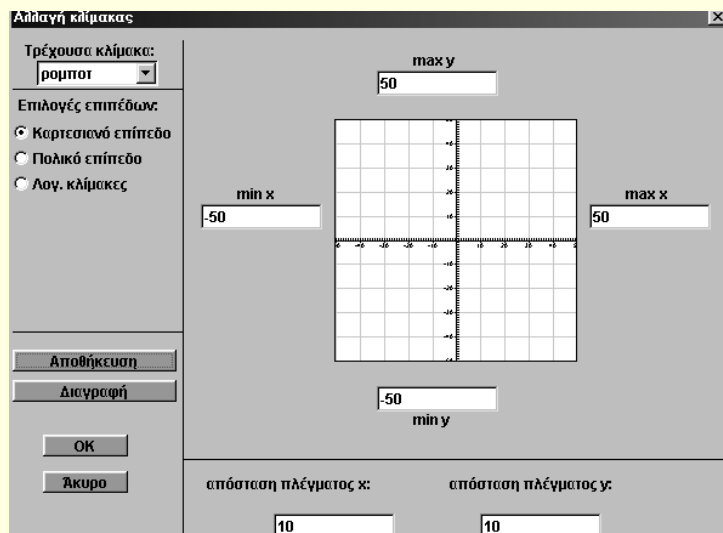 Αλλαγή κλίμακας
Τρέχουσα κλίμακα:
ρομποτ
Επιλογές επιπέδων:
Καρτεσιανό επίπεδο
Πολικό επίπεδο
Λογ. κλίμακες
Αποθήκευση
Διαγραφή
OK
Άκυρο
max y
50
min x
-50
max x
50
-50
min y
απόσταση πλέγματος x:
απόσταση πλέγματος y:
10
10